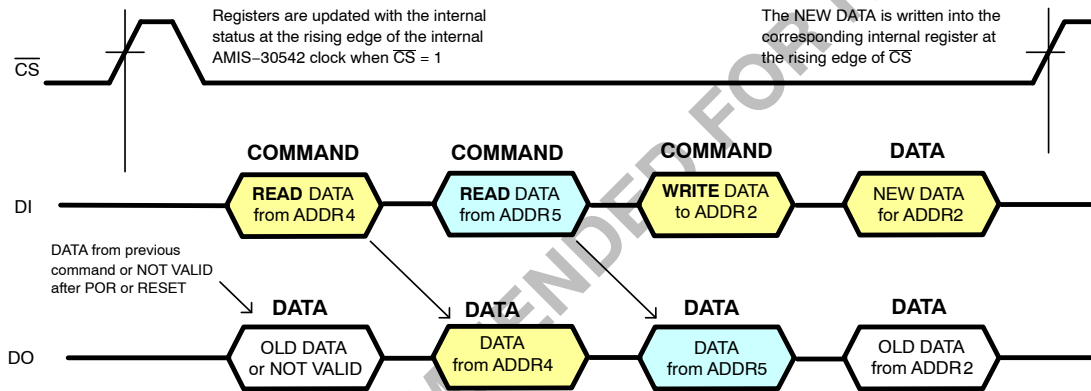 Registers are updated with the internal
status at the rising edge of the internal
AMIS−30542 clock when CS = 1
The NEW DATA is written into the
corresponding internal register at
the rising edge of CS
CS
COMMAND
COMMAND
COMMAND
DATA
DI
READ DATA
from ADDR4
READ DATA
from ADDR5
WRITE DATA
to ADDR2
NEW DATA
for ADDR2
DATA from previous
command or NOT VALID
after POR or RESET
DATA
DATA
DATA
DATA
DO
OLD DATA
or NOT VALID
DATA
from ADDR4
DATA
from ADDR5
OLD DATA
from ADDR2